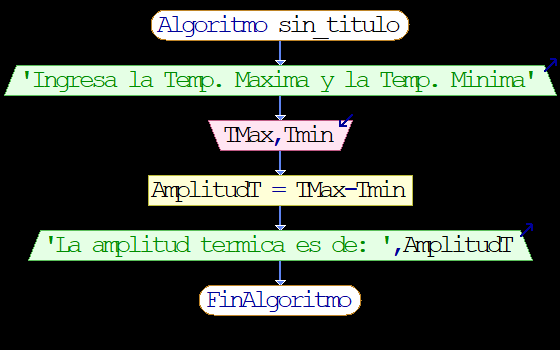 Algoritmo sin_titulo
'Ingresa la Temp. Maxima y la Temp. Minima'
TMax,Tmin
AmplitudT = TMax-Tmin
'La amplitud termica es de: ',AmplitudT
FinAlgoritmo